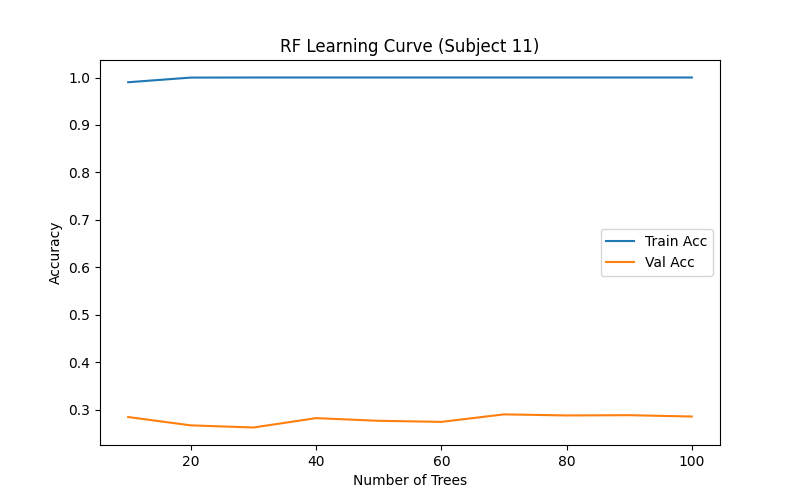 RF Learning Curve (Subject 11)
1.0
0.9
0.8
0.7
0.6
0.5
0.4
0.3
Accuracy
Train Acc
Val Acc
20 40 60 80 100
Number of Trees